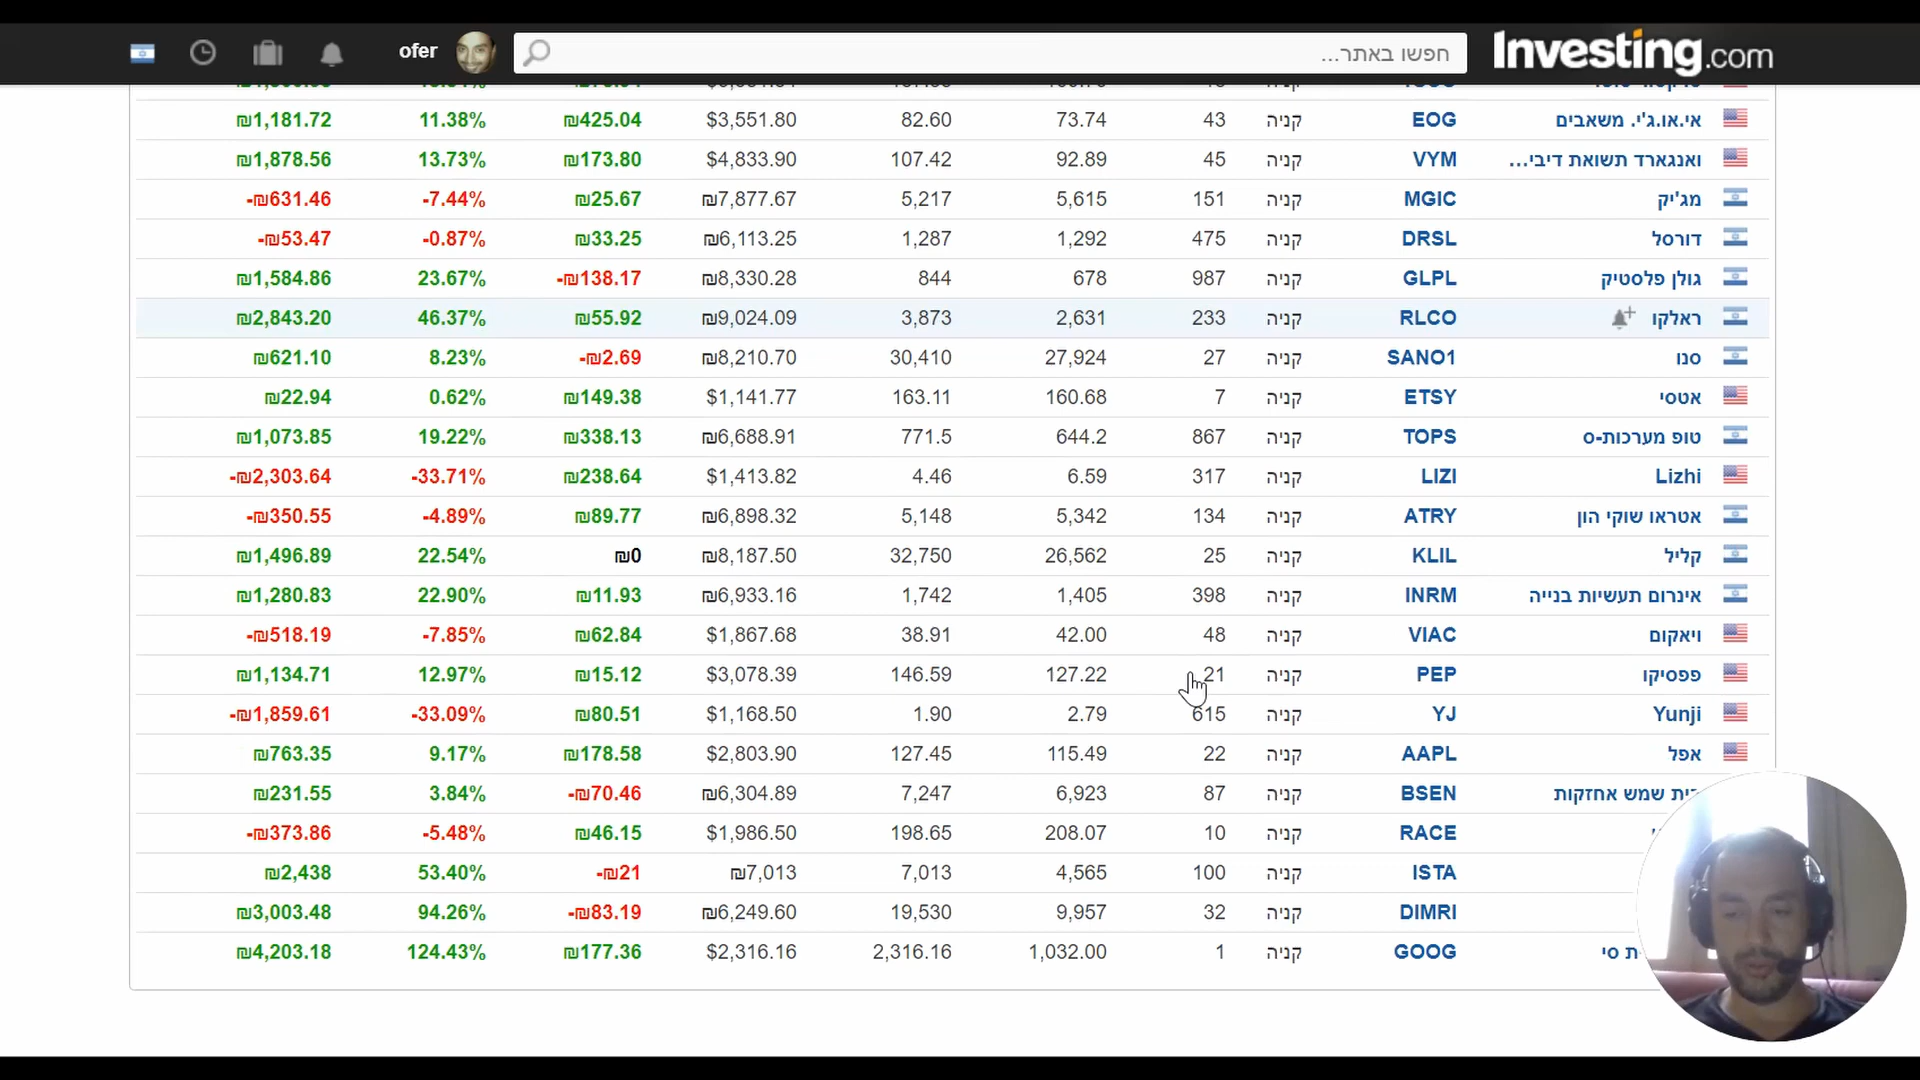 Investing.com חפשו באתר... ofer
EOG אי.או.ג'י. משאבים קניה 43 73.74 82.60 $3,551.80 ₪425.04 11.38% ₪1,181.72
VYM ואנגארד תשואת דיבי... קניה 45 92.89 107.42 $4,833.90 ₪173.80 13.73% ₪1,878.56
מג'יק MGIC קניה 151 5,615 5,217 ₪7,877.67 ₪25.67 -7.44% -₪631.46
דורסל DRSL קניה 475 1,292 1,287 ₪6,113.25 ₪33.25 -0.87% -₪53.47
גולן פלסטיק GLPL קניה 987 678 844 ₪8,330.28 -₪138.17 23.67% ₪1,584.86
ראלקו RLCO קניה 233 2,631 3,873 ₪9,024.09 ₪55.92 46.37% ₪2,843.20
סנו SANO1 קניה 27 27,924 30,410 ₪8,210.70 -₪2.69 8.23% ₪621.10
אטסי ETSY קניה 7 160.68 163.11 $1,141.77 ₪149.38 0.62% ₪22.94
טופ מערכות-ס TOPS קניה 867 644.2 771.5 ₪6,688.91 ₪338.13 19.22% ₪1,073.85
Lizhi LIZI קניה 317 6.59 4.46 $1,413.82 ₪238.64 -33.71% -₪2,303.64
אטראו שוקי הון ATRY קניה 134 5,342 5,148 ₪6,898.32 ₪89.77 -4.89% -₪350.55
קליל KLIL קניה 25 26,562 32,750 ₪8,187.50 ₪0 22.54% ₪1,496.89
אינרום תעשיות בנייה INRM קניה 398 1,405 1,742 ₪6,933.16 ₪11.93 22.90% ₪1,280.83
ויאקום VIAC קניה 48 42.00 38.91 $1,867.68 ₪62.84 -7.85% -₪518.19
פפסיקו PEP קניה 21 127.22 146.59 $3,078.39 ₪15.12 12.97% ₪1,134.71
Yunji YJ קניה 615 2.79 1.90 $1,168.50 ₪80.51 -33.09% -₪1,859.61
אפל AAPL קניה 22 115.49 127.45 $2,803.90 ₪178.58 9.17% ₪763.35
שמש אחזקות BSEN קניה 87 6,923 7,247 ₪6,304.89 -₪70.46 3.84% ₪231.55
RACE קניה 10 208.07 198.65 $1,986.50 ₪46.15 -5.48% -₪373.86
ISTA קניה 100 4,565 7,013 ₪7,013 -₪21 53.40% ₪2,438
DIMRI קניה 32 9,957 19,530 ₪6,249.60 -₪83.19 94.26% ₪3,003.48
סי GOOG קניה 1 1,032.00 2,316.16 $2,316.16 ₪177.36 124.43% ₪4,203.18